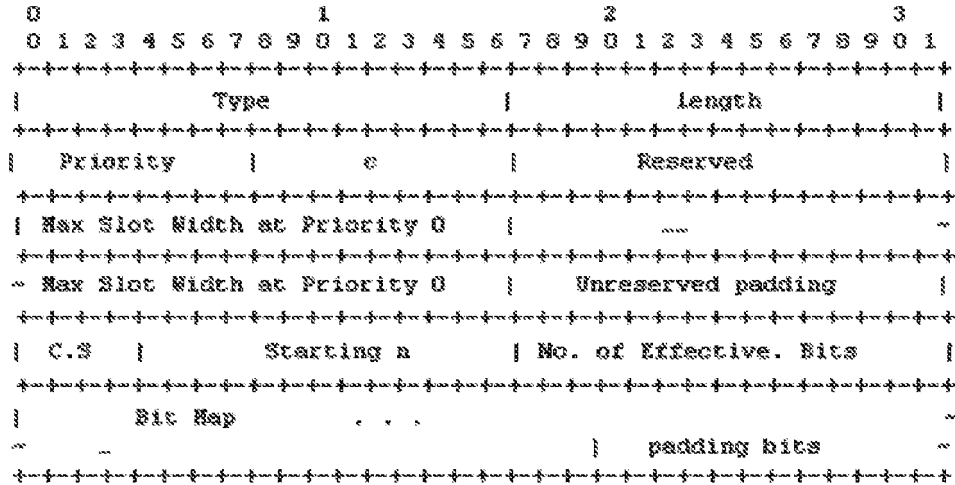 0 1 2 3
0 1 2 3 4 5 6 7 8 9 0 1 2 3 4 5 6 7 8 9 0 1 2 3 4 5 6 7 8 9 0 1
+-+-+-+-+-+-+-+-+-+-+-+-+-+-+-+-+-+-+-+-+-+-+-+-+-+-+-+-+-+-+-+-+
| Type | Length |
+-+-+-+-+-+-+-+-+-+-+-+-+-+-+-+-+-+-+-+-+-+-+-+-+-+-+-+-+-+-+-+-+
| Priority | c | Reserved |
+-+-+-+-+-+-+-+-+-+-+-+-+-+-+-+-+-+-+-+-+-+-+-+-+-+-+-+-+-+-+-+-+
| Max Slot Width at Priority 0 | ... ~
+-+-+-+-+-+-+-+-+-+-+-+-+-+-+-+-+-+-+-+-+-+-+-+-+-+-+-+-+-+-+-+-+
~ Max Slot Width at Priority 0 | Unreserved padding |
+-+-+-+-+-+-+-+-+-+-+-+-+-+-+-+-+-+-+-+-+-+-+-+-+-+-+-+-+-+-+-+-+
| C.S | Starting n | No. of Effective. Bits |
+-+-+-+-+-+-+-+-+-+-+-+-+-+-+-+-+-+-+-+-+-+-+-+-+-+-+-+-+-+-+-+-+
| Bit Map . . . ~
~ … | padding bits ~
+-+-+-+-+-+-+-+-+-+-+-+-+-+-+-+-+-+-+-+-+-+-+-+-+-+-+-+-+-+-+-+-+